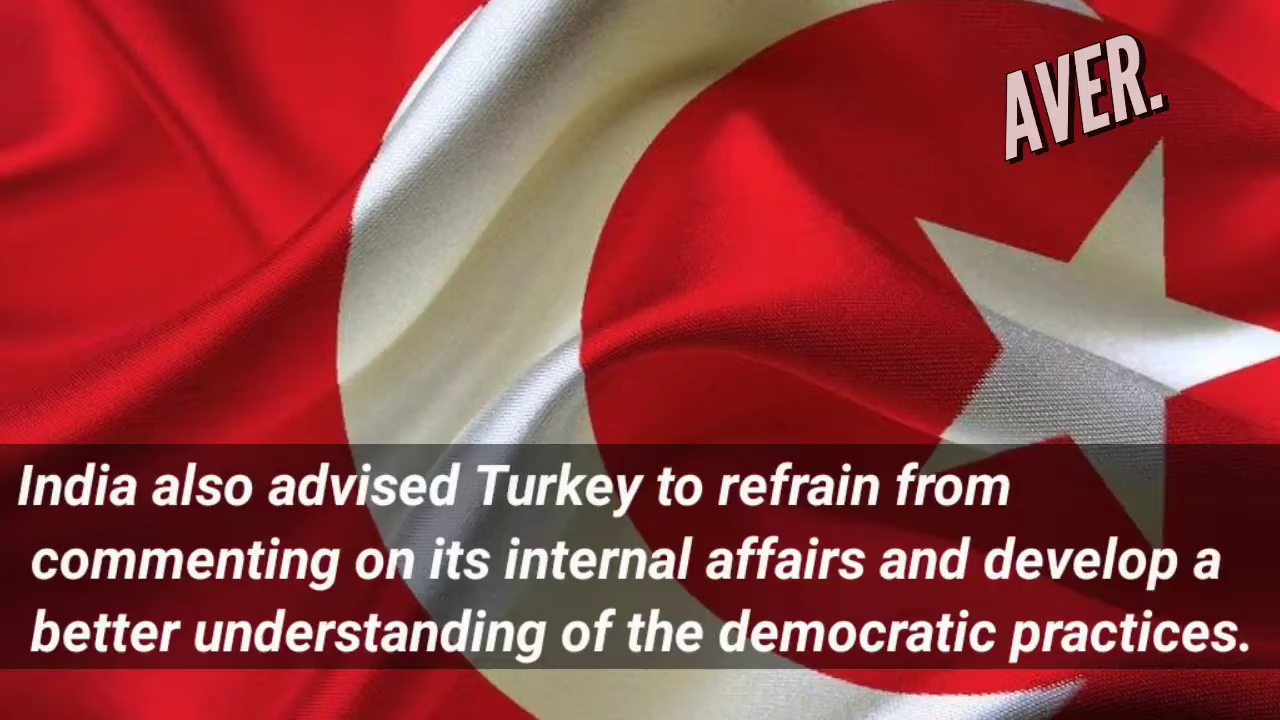 AVER.
India also advised Turkey to refrain from
commenting on its internal affairs and develop a
better understanding of the democratic practices.